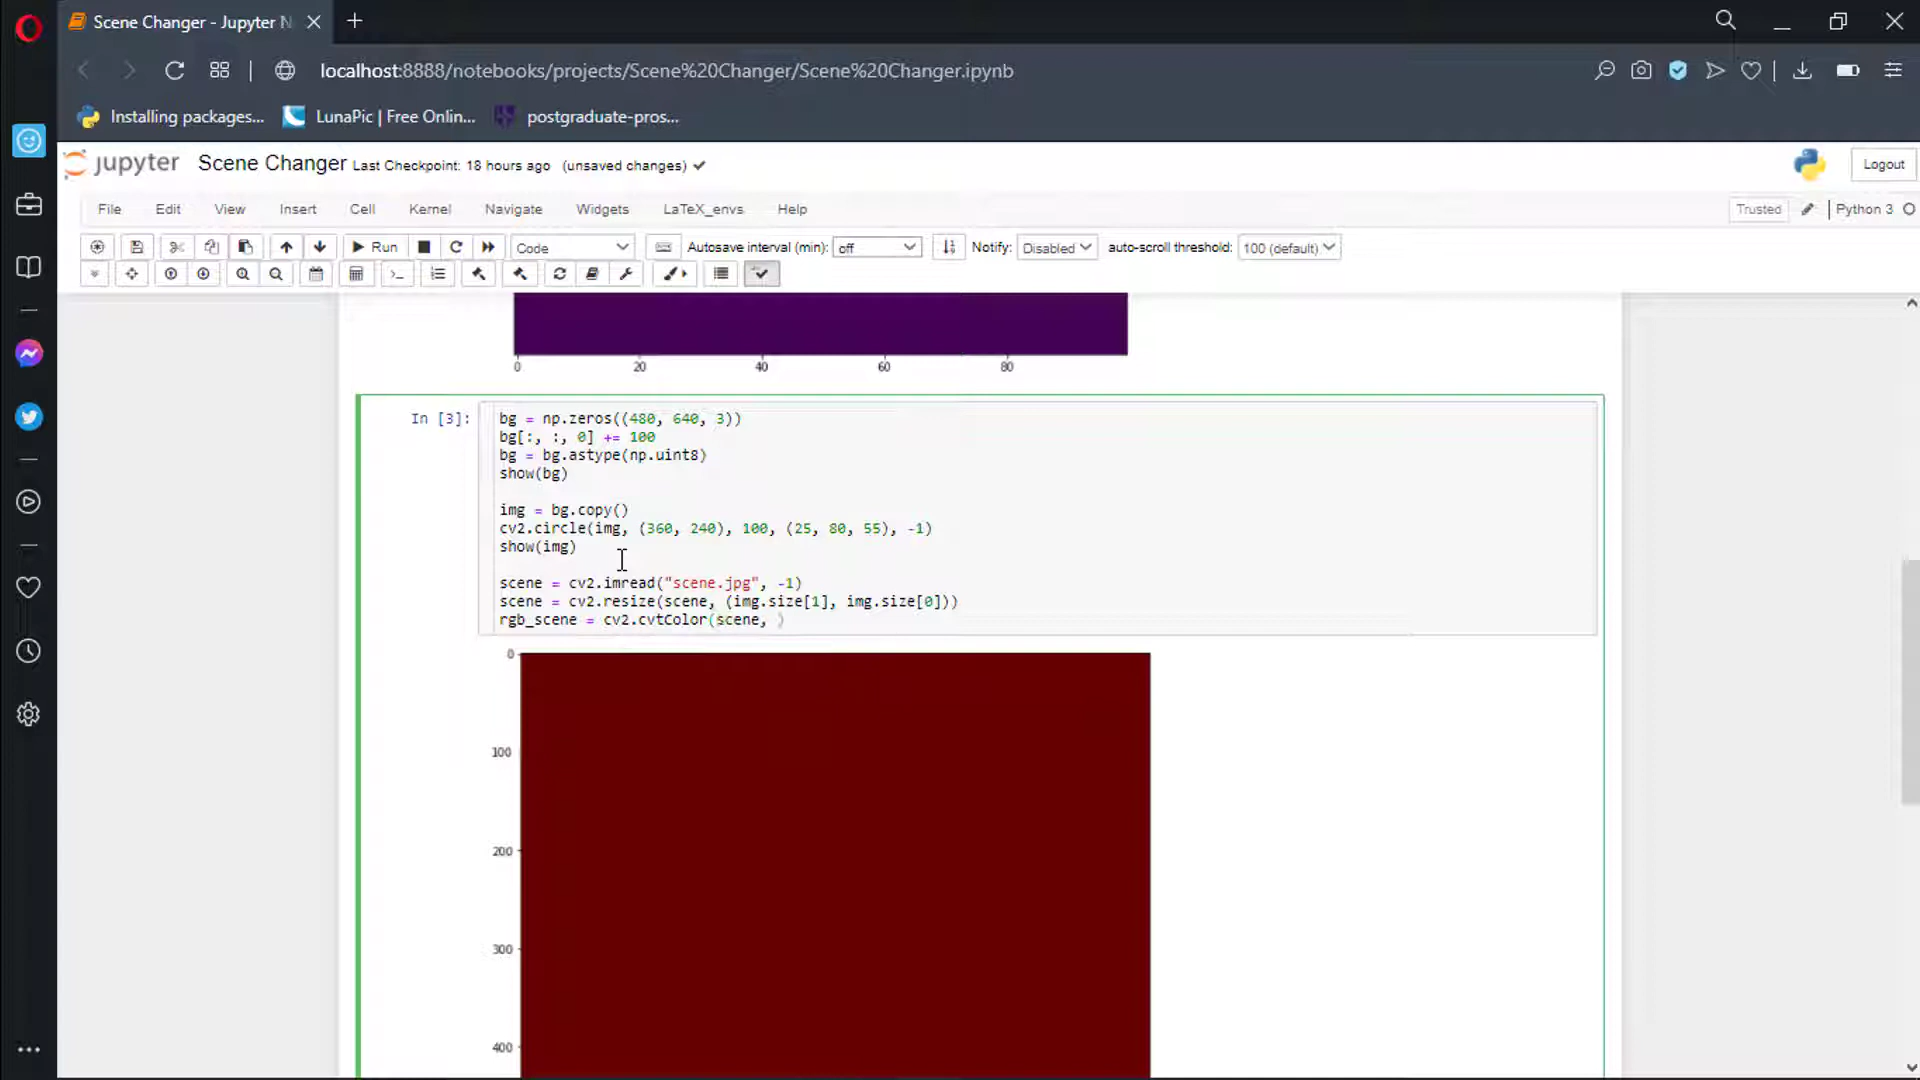 Scene Changer - Jupyter N
localhost:8888/notebooks/projects/Scene%20Changer/Scene%20Changer.ipynb
Installing packages... LunaPic | Free Onlin... postgraduate-pros...
jupyter Scene Changer Last Checkpoint: 18 hours ago (unsaved changes) Logout
File Edit View Insert Cell Kernel Navigate Widgets LaTeX_envs Help Trusted Python 3
Run Code Autosave interval (min): off Notify: Disabled auto-scroll threshold: 100 (default)
0 20 40 60 80
In [3]: bg = np.zeros((480, 640, 3))
bg[:, :, 0] += 100
bg = bg.astype(np.uint8)
show(bg)
img = bg.copy()
cv2.circle(img, (360, 240), 100, (25, 80, 55), -1)
show(img)
scene = cv2.imread("scene.jpg", -1)
scene = cv2.resize(scene, (img.size[1], img.size[0]))
rgb_scene = cv2.cvtColor(scene, )
0
100
200
300
400